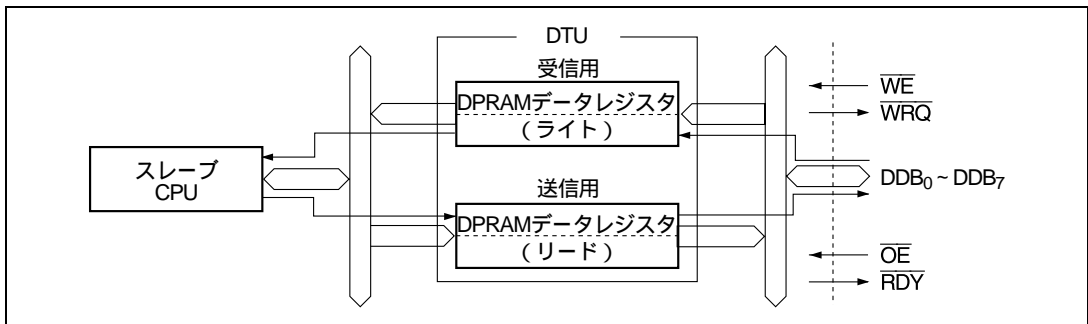 DTU
受信用
DPRAMデータレジスタ
(ライト)
スレーブ
CPU
送信用
DPRAMデータレジスタ
(リード)
WE
WRQ
DDB0 ~ DDB7
OE
RDY